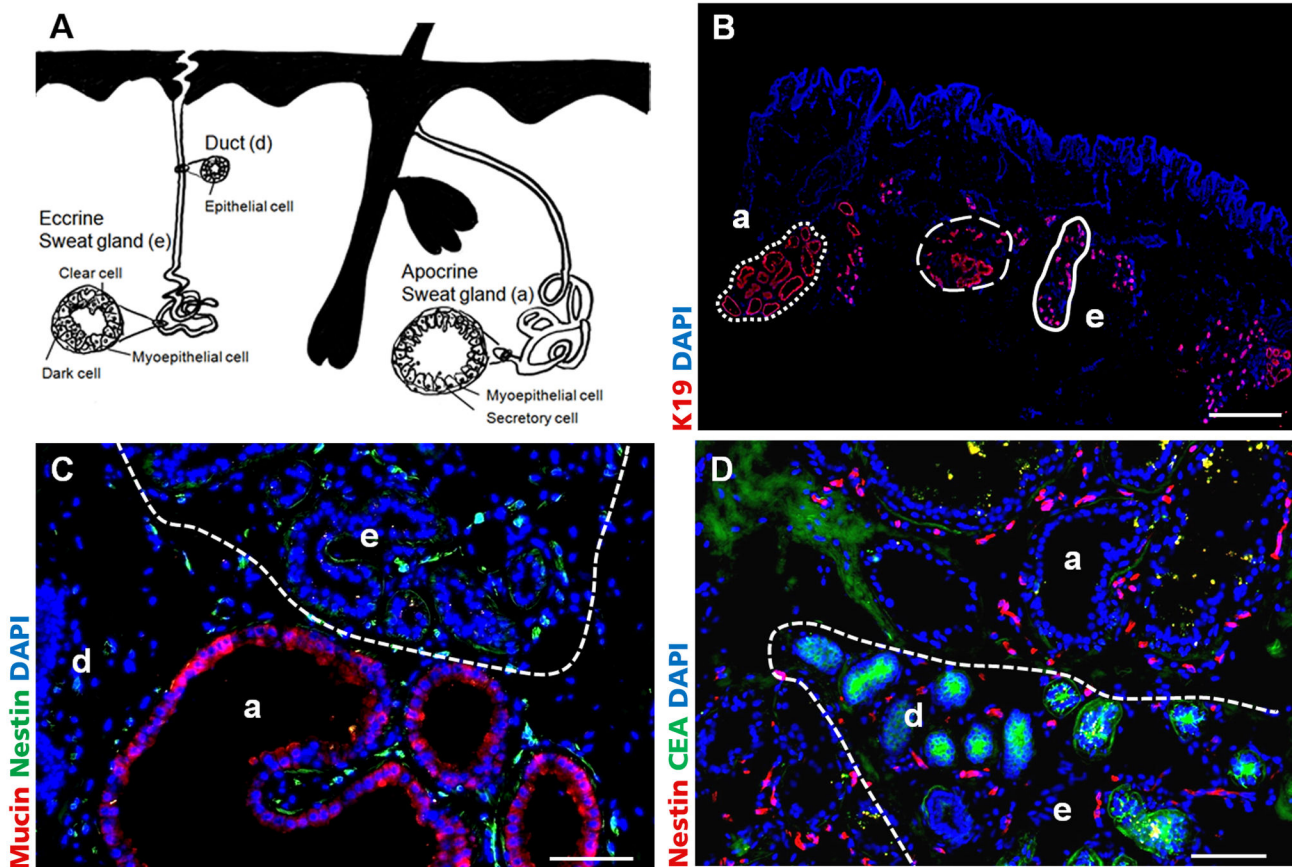 A
Duct (d)
Epithelial cell
Eccrine
Sweat gland (e)
Clear cell
Myoepithelial cell
Dark cell
Apocrine
Sweat gland (a)
Myoepithelial cell
Secretory cell
B
a
e
K19 DAPI
C
e
d
a
Mucin Nestin DAPI
D
a
d
e
Nestin CEA DAPI